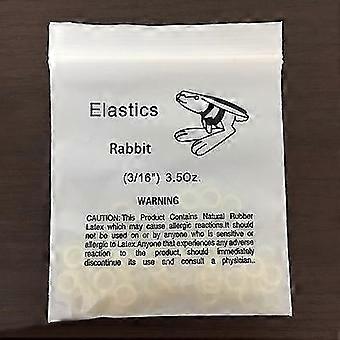 Elastics
Rabbit
(3/16") 3.5Oz.
WARNING
CAUTION:This Product Contains Natural Rubber
Latex which may cause allergic reactions.It should
not be used on or by anyone who is sensitive or
allergic to Latex.Anyone that experiences any adverse
reaction to the product, should immediately
discontinue its use and consult a physician..